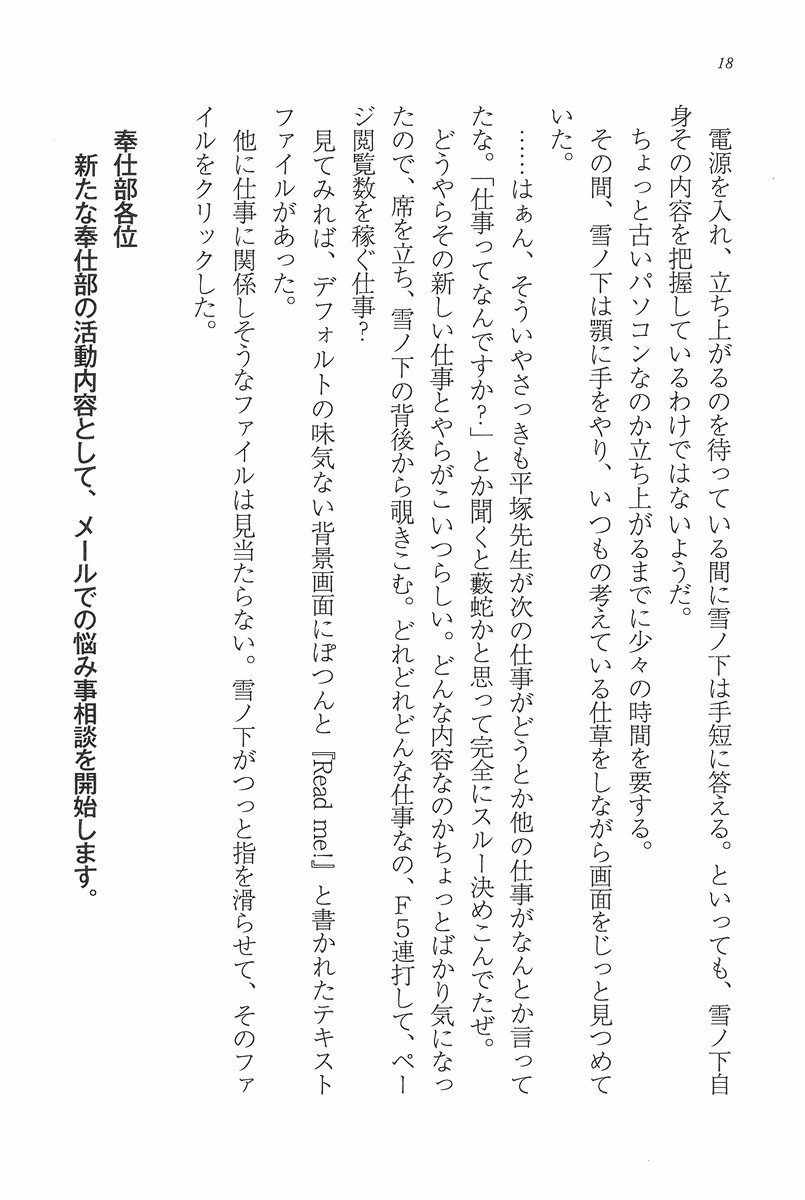 18
電源を入れ、立ち上がるのを待っている間に雪ノ下は手短に答える。といっても、雪ノ下自
身その内容を把握しているわけではないようだ。
ちょっと古いパソコンなのか立ち上がるまでに少々の時間を要する。
その間、雪ノ下は顎に手をやり、いつもの考えている仕草をしながら画面をじっと見つめて
いた。
……はぁん、そういやさっきも平塚先生が次の仕事がどうとか他の仕事がなんとか言って
たな。「仕事ってなんですか?」とか聞くと藪蛇かと思って完全にスルー決めこんでたぜ。
どうやらその新しい仕事とやらがこいつらしい。どんな内容なのかちょっとばかり気になっ
たので、席を立ち、雪ノ下の背後から覗きこむ。どれどれどんな仕事なの、F5連打して、ペー
ジ閲覧数を稼ぐ仕事?
見てみれば、デフォルトの味気ない背景画面にぽつんと『Read me!』と書かれたテキスト
ファイルがあった。
他に仕事に関係しそうなファイルは見当たらない。雪ノ下がつっと指を滑らせて、そのファ
イルをクリックした。
奉仕部各位
新たな奉仕部の活動内容として、メールでの悩み事相談を開始します。